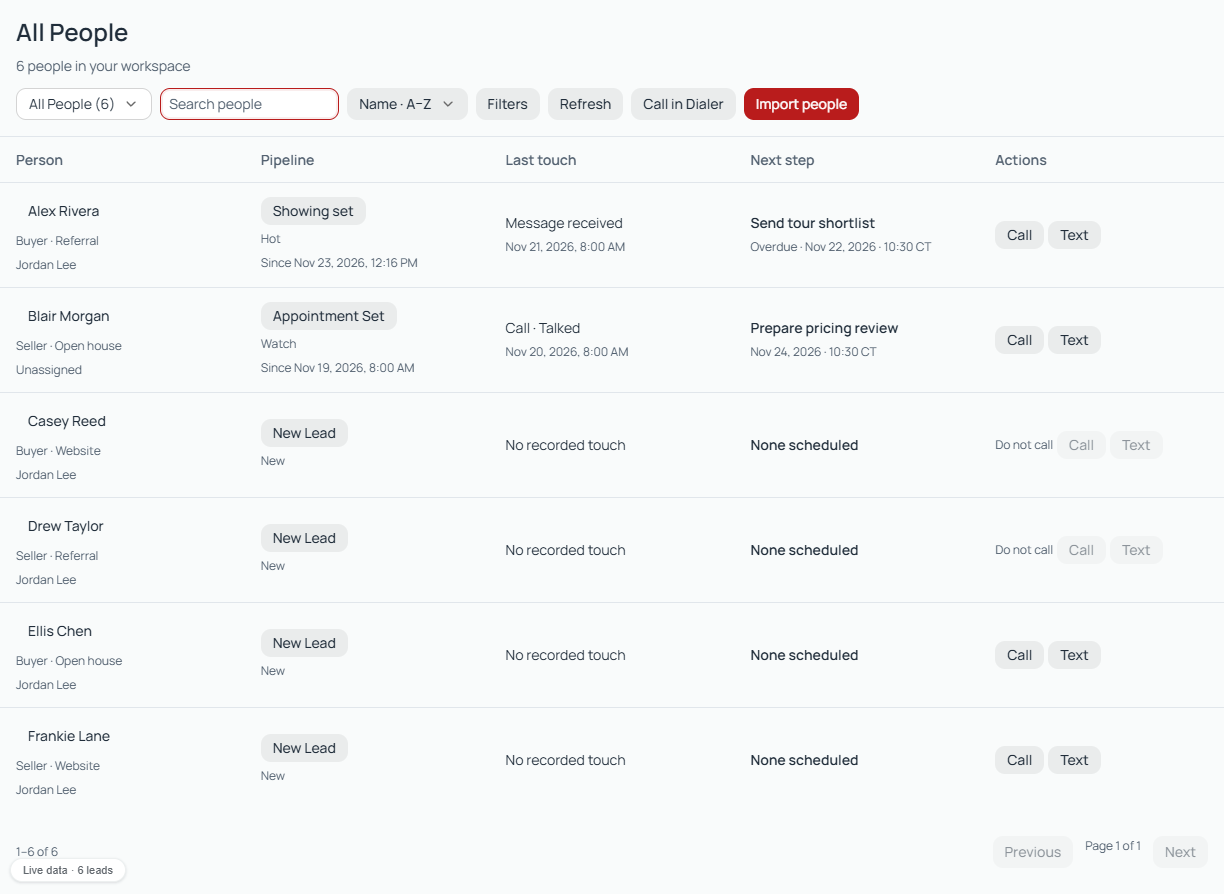 All People
6 people in your workspace
All People (6) Search people Name · A–Z Filters Refresh Call in Dialer Import people
Person Pipeline Last touch Next step Actions
Alex Rivera
Buyer · Referral
Jordan Lee
Showing set
Hot
Since Nov 23, 2026, 12:16 PM
Message received
Nov 21, 2026, 8:00 AM
Send tour shortlist
Overdue · Nov 22, 2026 · 10:30 CT
Call Text
Blair Morgan
Seller · Open house
Unassigned
Appointment Set
Watch
Since Nov 19, 2026, 8:00 AM
Call · Talked
Nov 20, 2026, 8:00 AM
Prepare pricing review
Nov 24, 2026 · 10:30 CT
Call Text
Casey Reed
Buyer · Website
Jordan Lee
New Lead
New
No recorded touch
None scheduled
Do not call Call Text
Drew Taylor
Seller · Referral
Jordan Lee
New Lead
New
No recorded touch
None scheduled
Do not call Call Text
Ellis Chen
Buyer · Open house
Jordan Lee
New Lead
New
No recorded touch
None scheduled
Call Text
Frankie Lane
Seller · Website
Jordan Lee
New Lead
New
No recorded touch
None scheduled
Call Text
1–6 of 6
Previous Page 1 of 1 Next
Live data · 6 leads